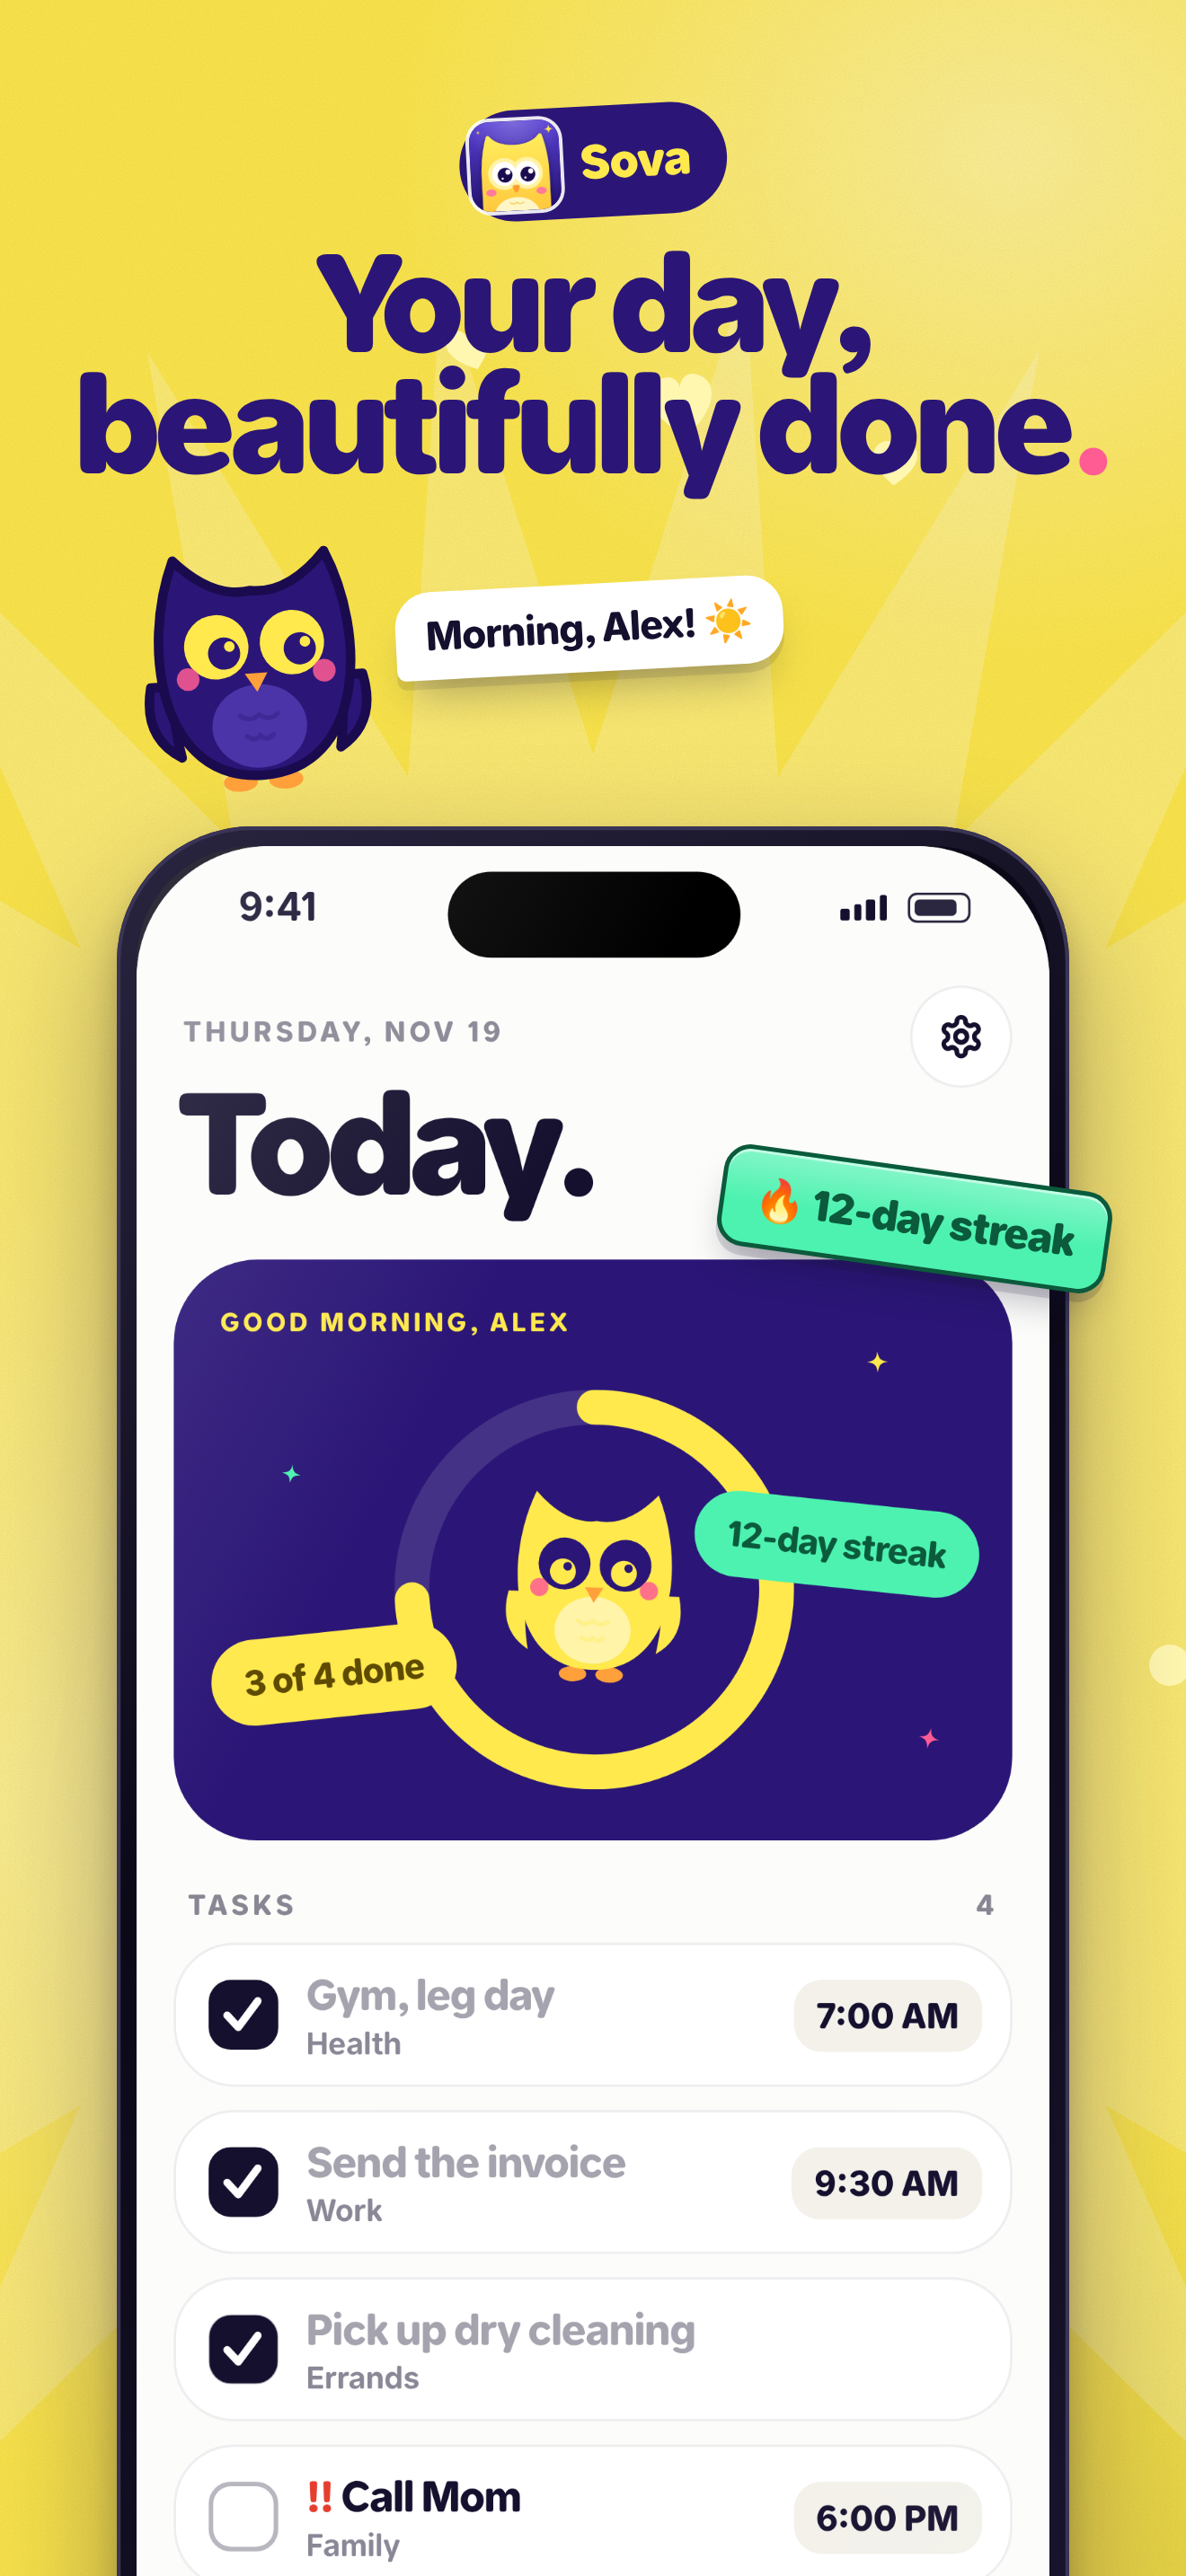 Sova
Your day,
beautifully done.
Morning, Alex! ☀️
9:41
THURSDAY, NOV 19
Today.
🔥 12-day streak
GOOD MORNING, ALEX
12-day streak
3 of 4 done
TASKS 4
Gym, leg day
Health
7:00 AM
Send the invoice
Work
9:30 AM
Pick up dry cleaning
Errands
!! Call Mom
Family
6:00 PM